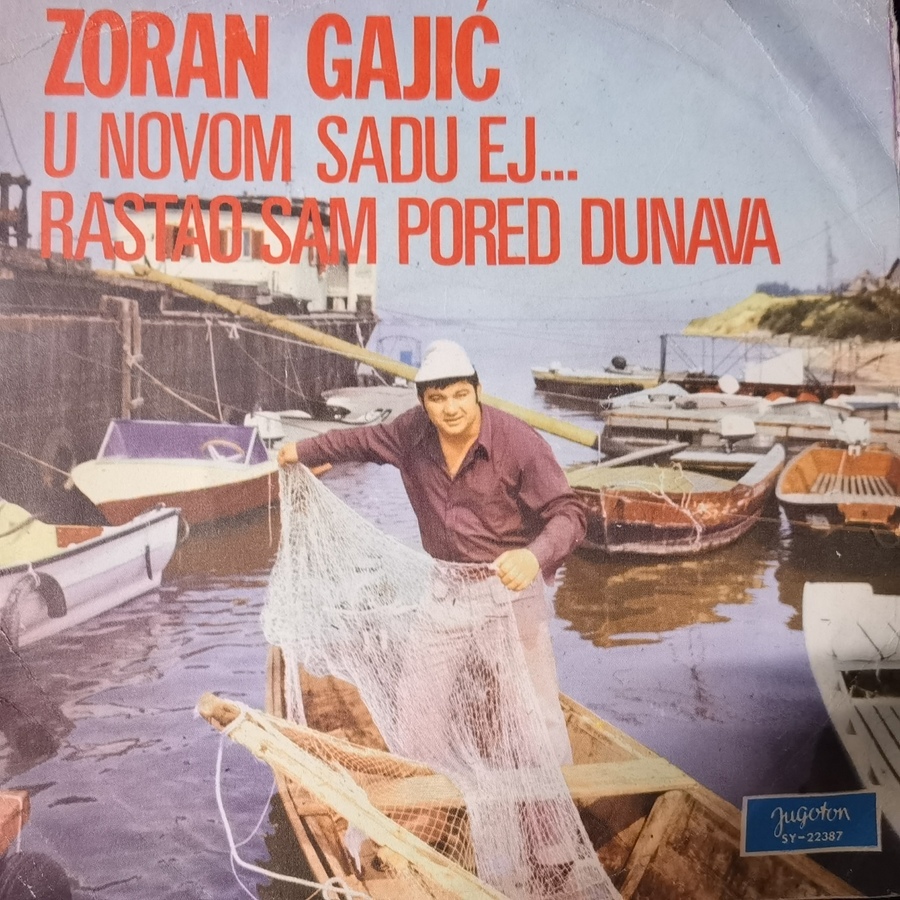 ZORAN GAJIĆ
U NOVOM SADU EJ...
RASTAO SAM PORED DUNAVA
Jugoton
SY-22387